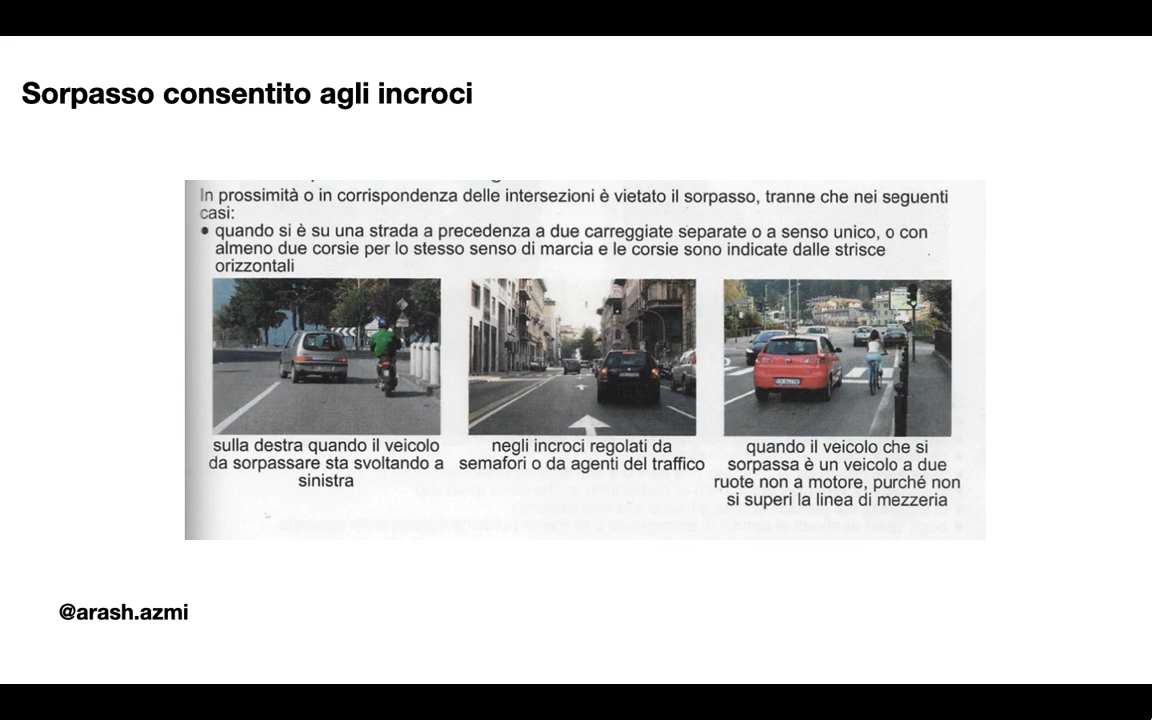 Sorpasso consentito agli incroci
In prossimità o in corrispondenza delle intersezioni è vietato il sorpasso, tranne che nei seguenti
casi:
• quando si è su una strada a precedenza a due carreggiate separate o a senso unico, o con
almeno due corsie per lo stesso senso di marcia e le corsie sono indicate dalle strisce
orizzontali
sulla destra quando il veicolo
da sorpassare sta svoltando a
sinistra
negli incroci regolati da
semafori o da agenti del traffico
quando il veicolo che si
sorpassa è un veicolo a due
ruote non a motore, purché non
si superi la linea di mezzeria
@arash.azmi